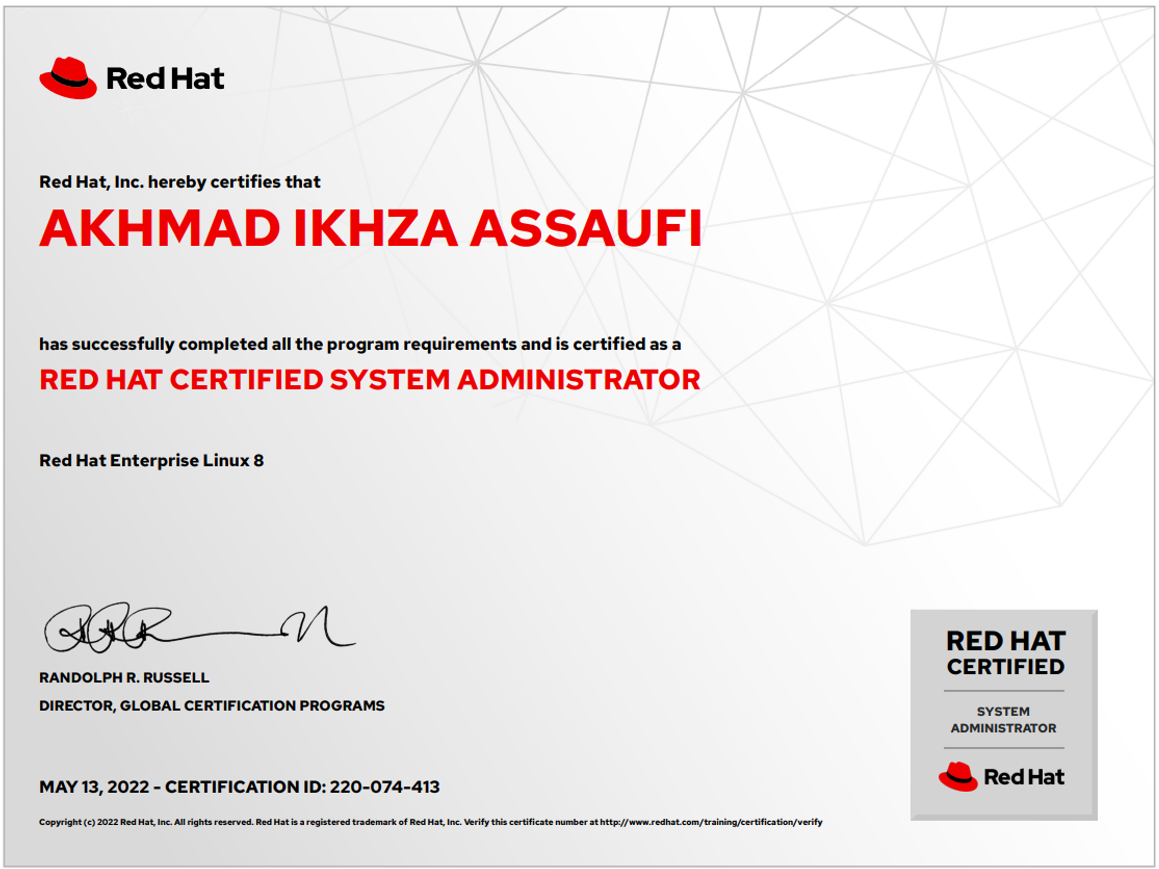 Red Hat
Red Hat, Inc. hereby certifies that
AKHMAD IKHZA ASSAUFI
has successfully completed all the program requirements and is certified as a
RED HAT CERTIFIED SYSTEM ADMINISTRATOR
Red Hat Enterprise Linux 8
RANDOLPH R. RUSSELL
DIRECTOR, GLOBAL CERTIFICATION PROGRAMS
MAY 13, 2022 - CERTIFICATION ID: 220-074-413
Copyright (c) 2022 Red Hat, Inc. All rights reserved. Red Hat is a registered trademark of Red Hat, Inc. Verify this certificate number at http://www.redhat.com/training/certification/verify
RED HAT
CERTIFIED
SYSTEM
ADMINISTRATOR
Red Hat